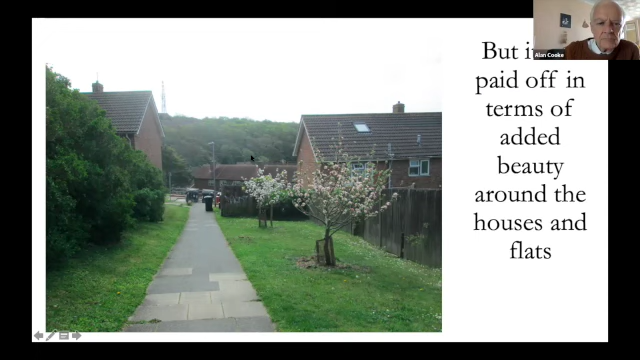 But i
paid off in
terms of
added
beauty
around the
houses and
flats
Alan Cooke